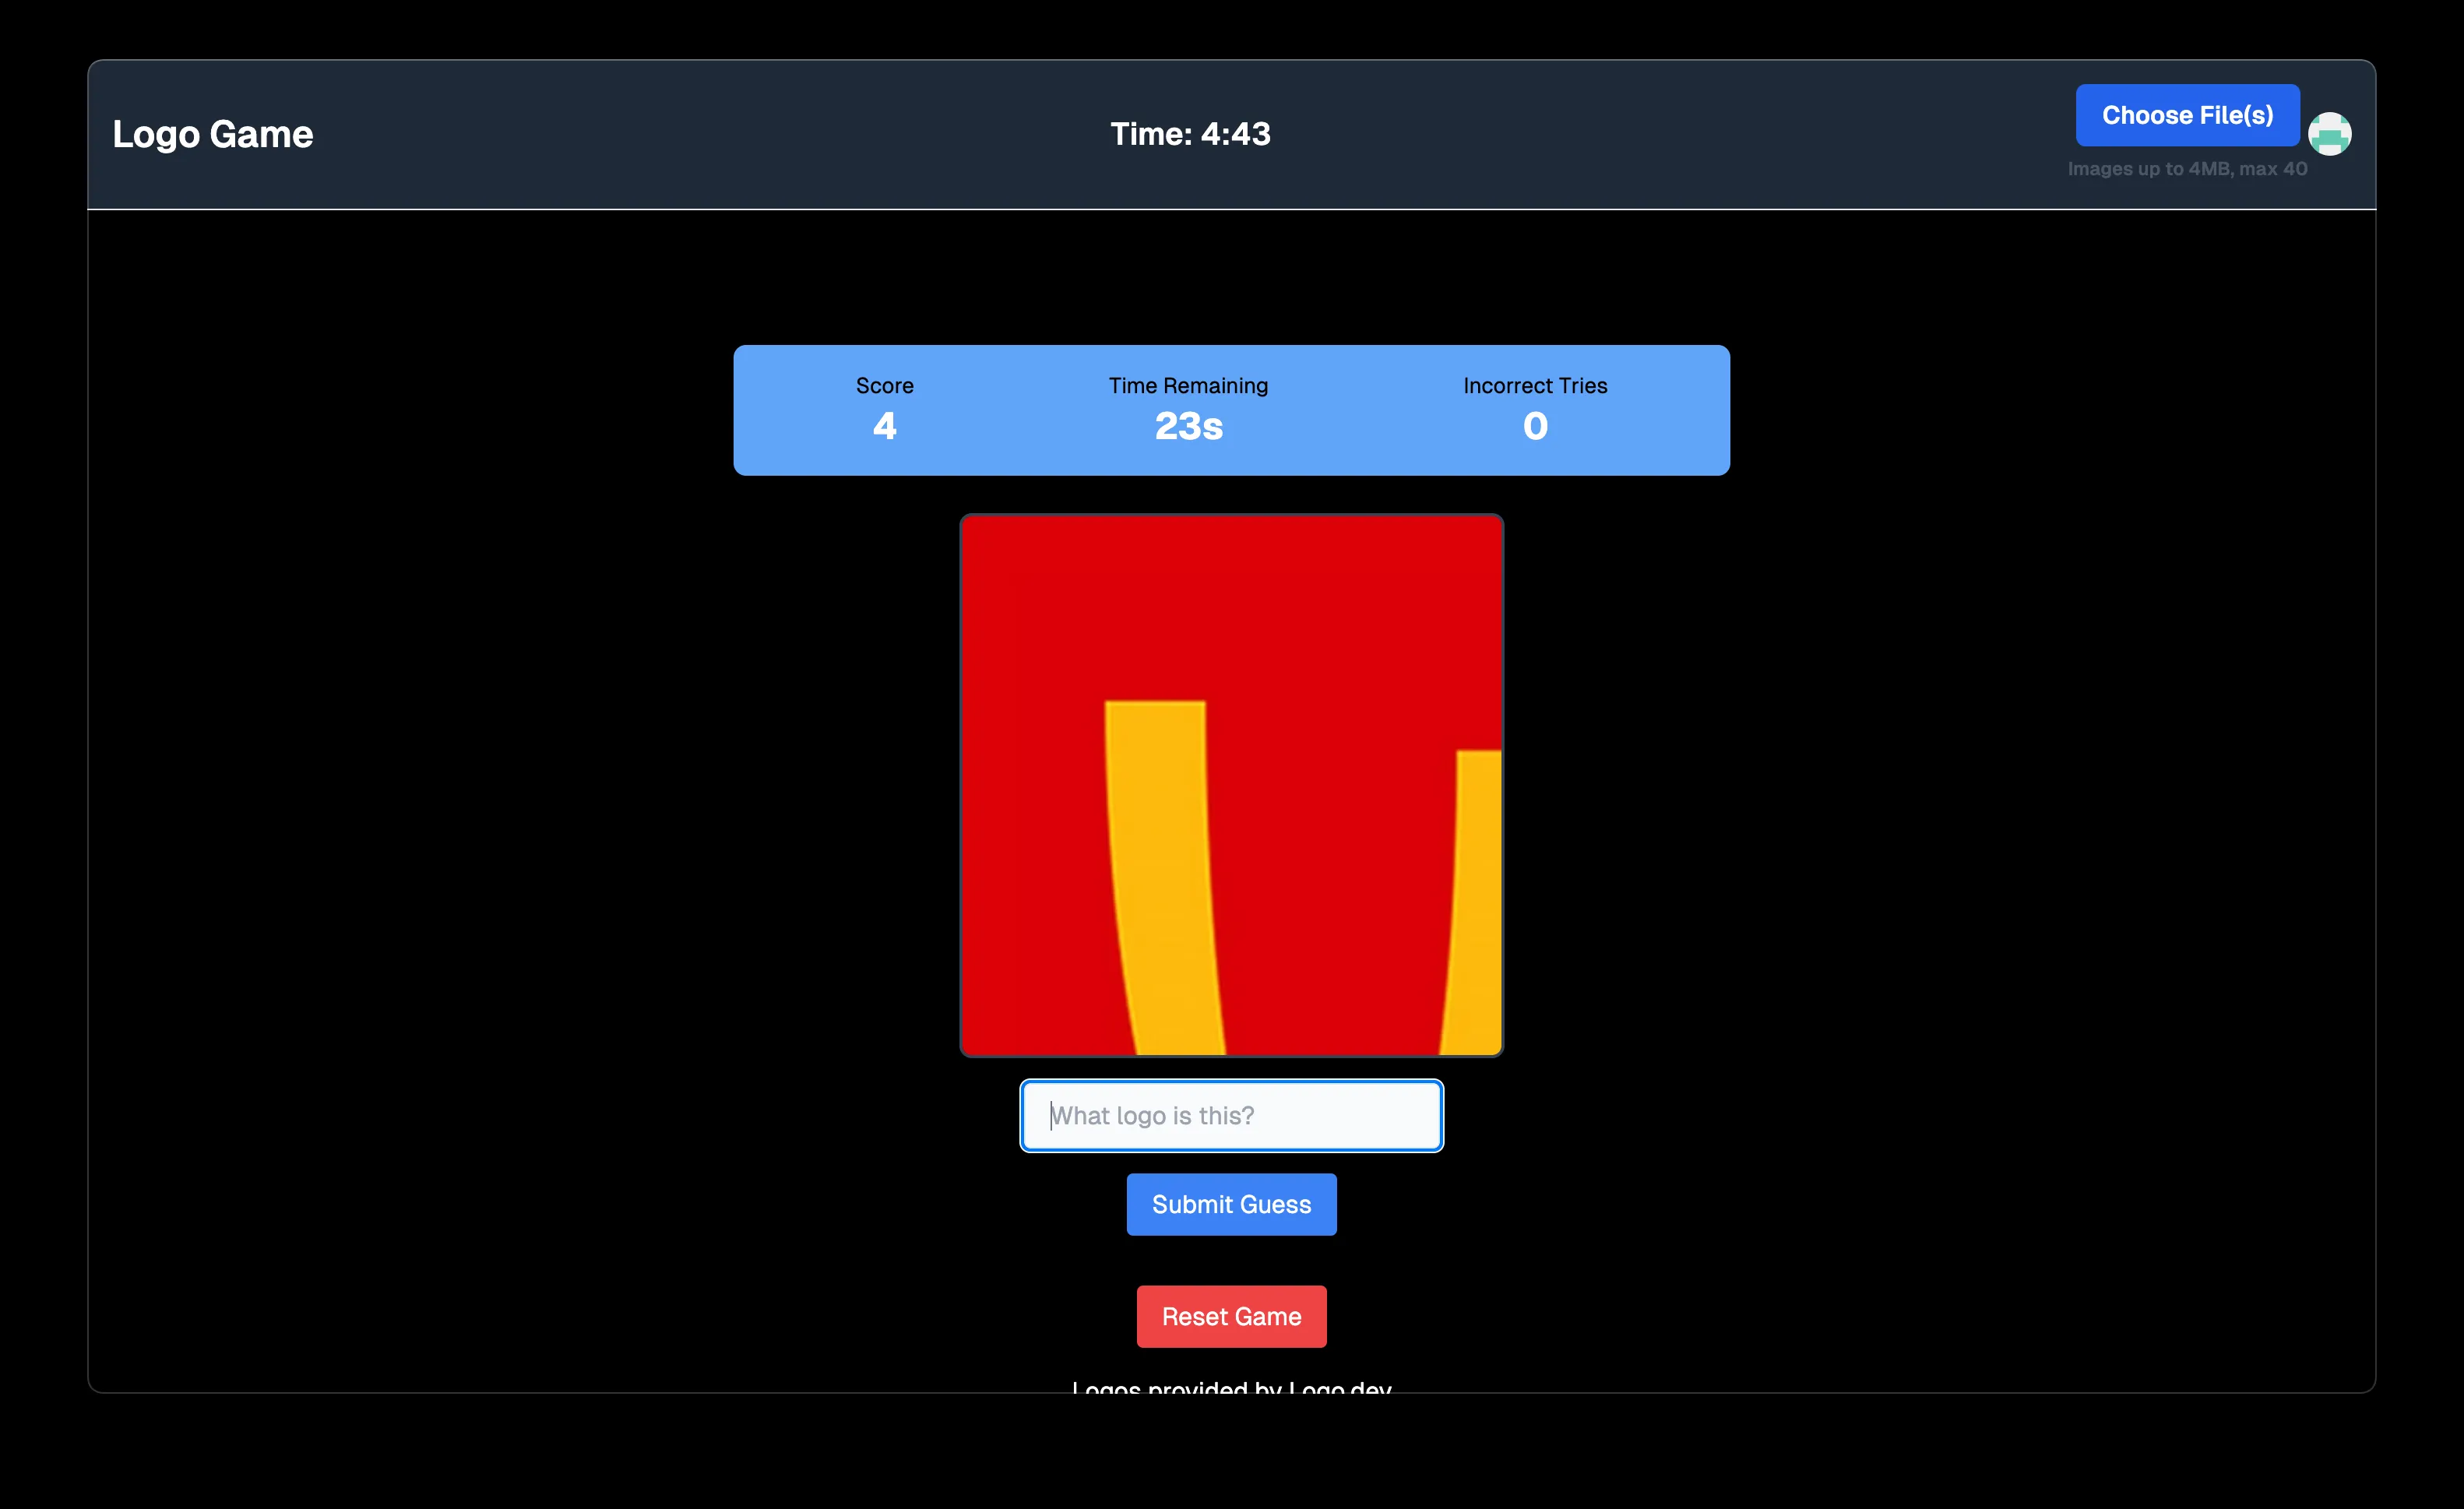 Logo Game
Time: 4:43
Choose File(s)
Images up to 4MB, max 40
Score
4
Time Remaining
23s
Incorrect Tries
0
What logo is this?
Submit Guess
Reset Game
Logos provided by Logo.dev